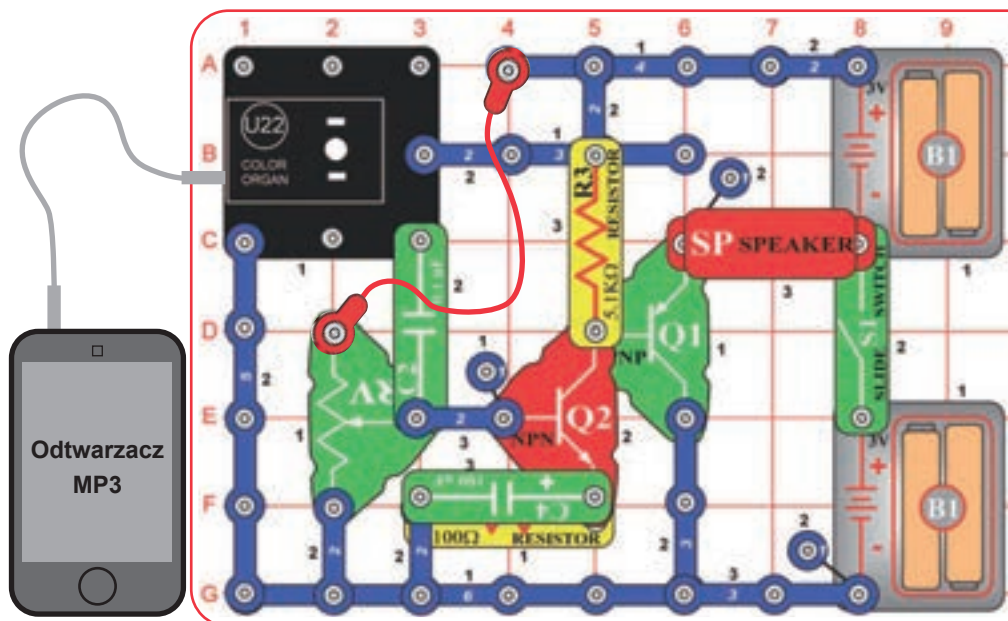 1 2 3 4 5 6 7 8 9
A
B
C
D
E
F
G
U22
COLOR
ORGAN
R3
RESISTOR
5.1KΩ
SP SPEAKER
3V
+
-
B1
S1
SLIDE SWITCH
Q1
NP
RV
C2
Q2
NPN
C4
+
100Ω RESISTOR
3V
+
-
B1
Odtwarzacz
MP3